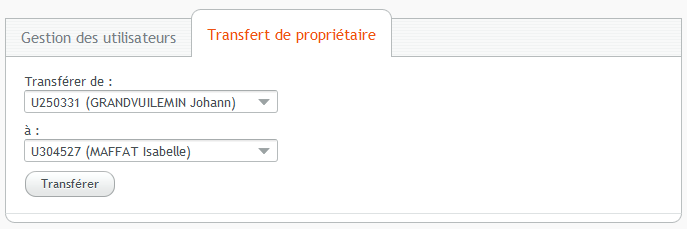 Gestion des utilisateurs
Transfert de propriétaire
Transférer de :
U250331 (GRANDVUILEMIN Johann)
à :
U304527 (MAFFAT Isabelle)
Transférer